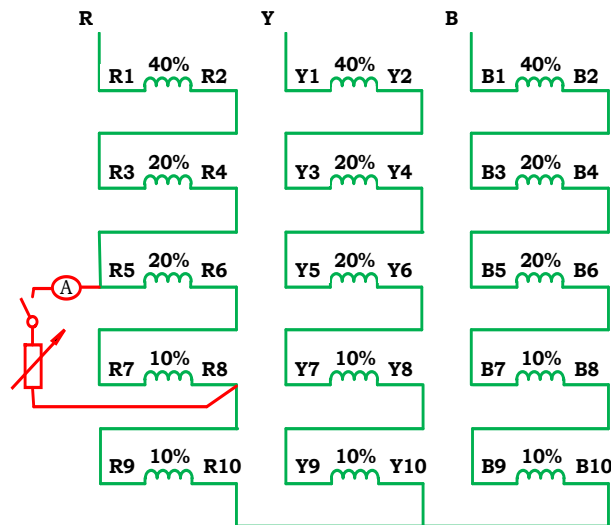 R Y B
40% 40% 40%
R1 R2 Y1 Y2 B1 B2
20% 20% 20%
R3 R4 Y3 Y4 B3 B4
20% 20% 20%
A R5 R6 Y5 Y6 B5 B6
10% 10% 10%
R7 R8 Y7 Y8 B7 B8
10% 10% 10%
R9 R10 Y9 Y10 B9 B10